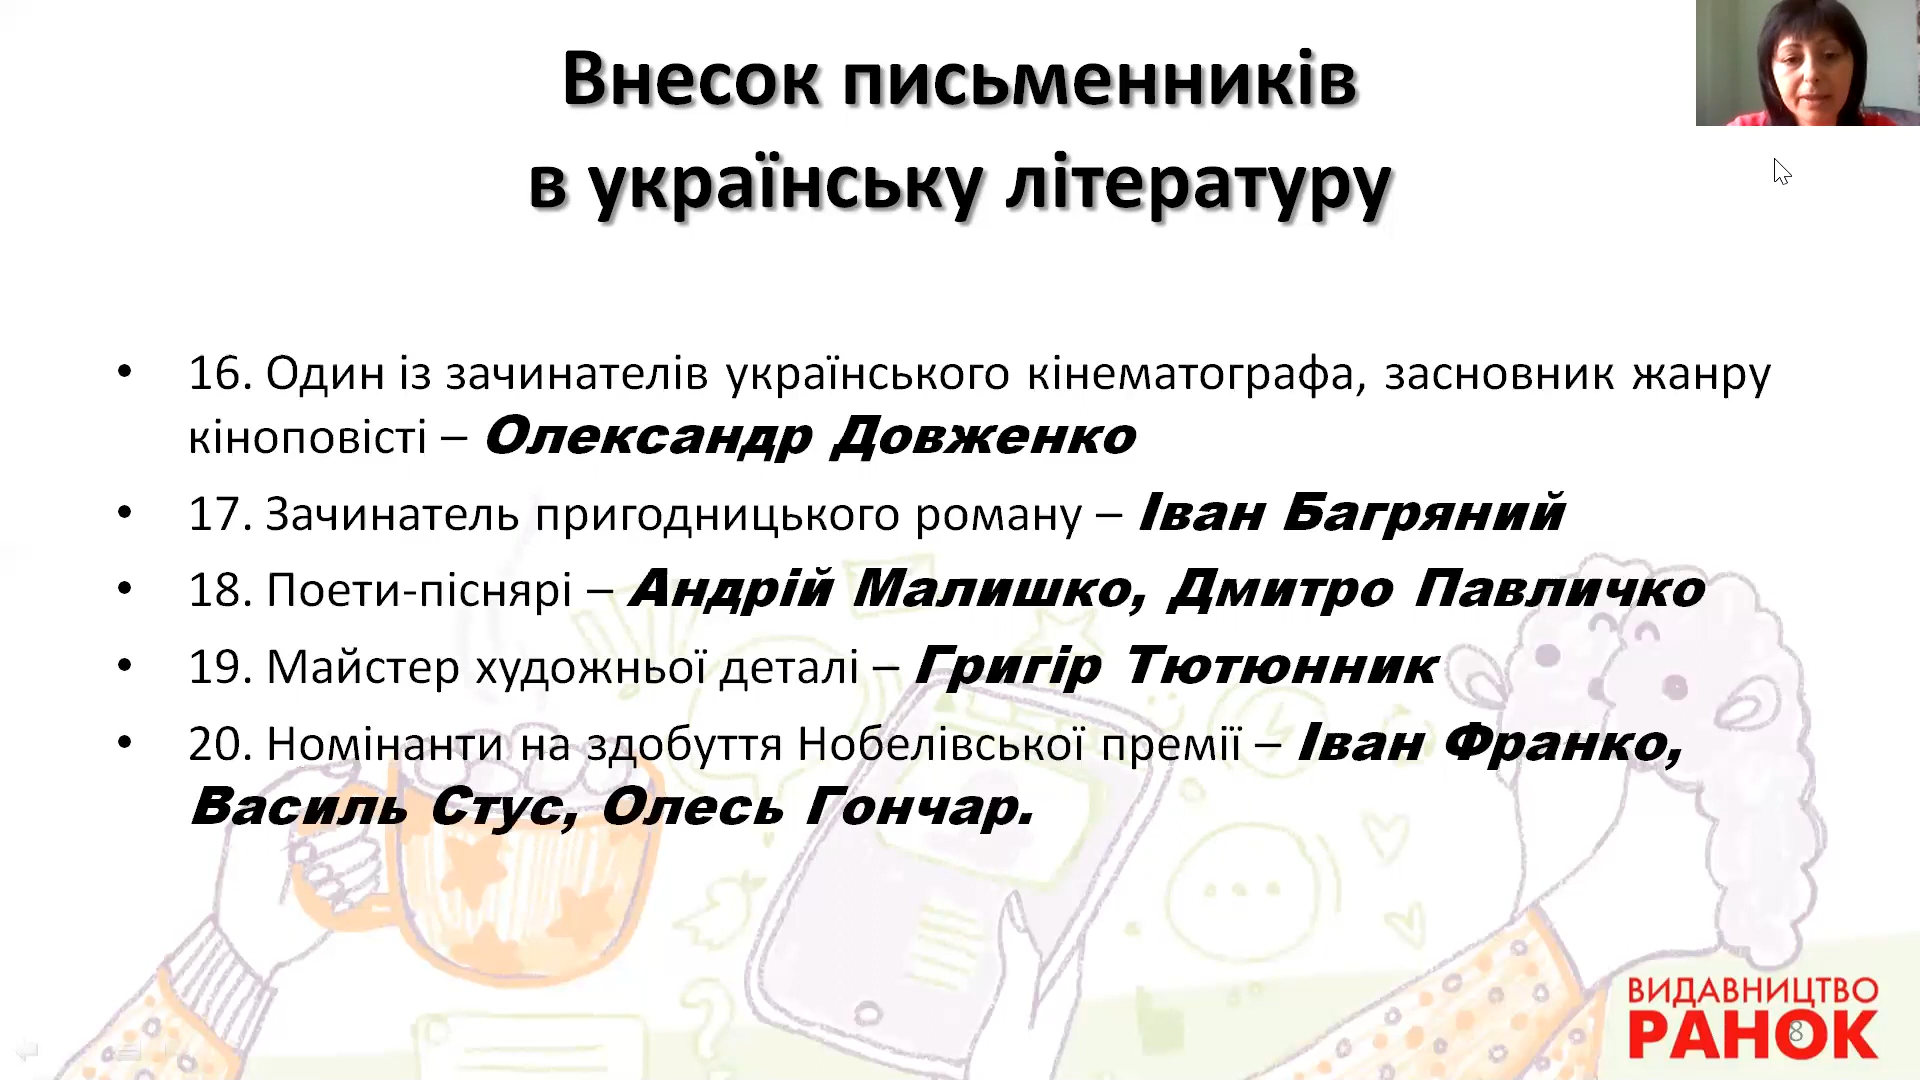 Внесок письменників
в українську літературу
• 16. Один із зачинателів українського кінематографа, засновник жанру
кіноповісті – Олександр Довженко
• 17. Зачинатель пригодницького роману – Іван Багряний
• 18. Поети-піснярі – Андрій Малишко, Дмитро Павличко
• 19. Майстер художньої деталі – Григір Тютюнник
• 20. Номінанти на здобуття Нобелівської премії – Іван Франко,
Василь Стус, Олесь Гончар.
ВИДАВНИЦТВО
РАНОК
8